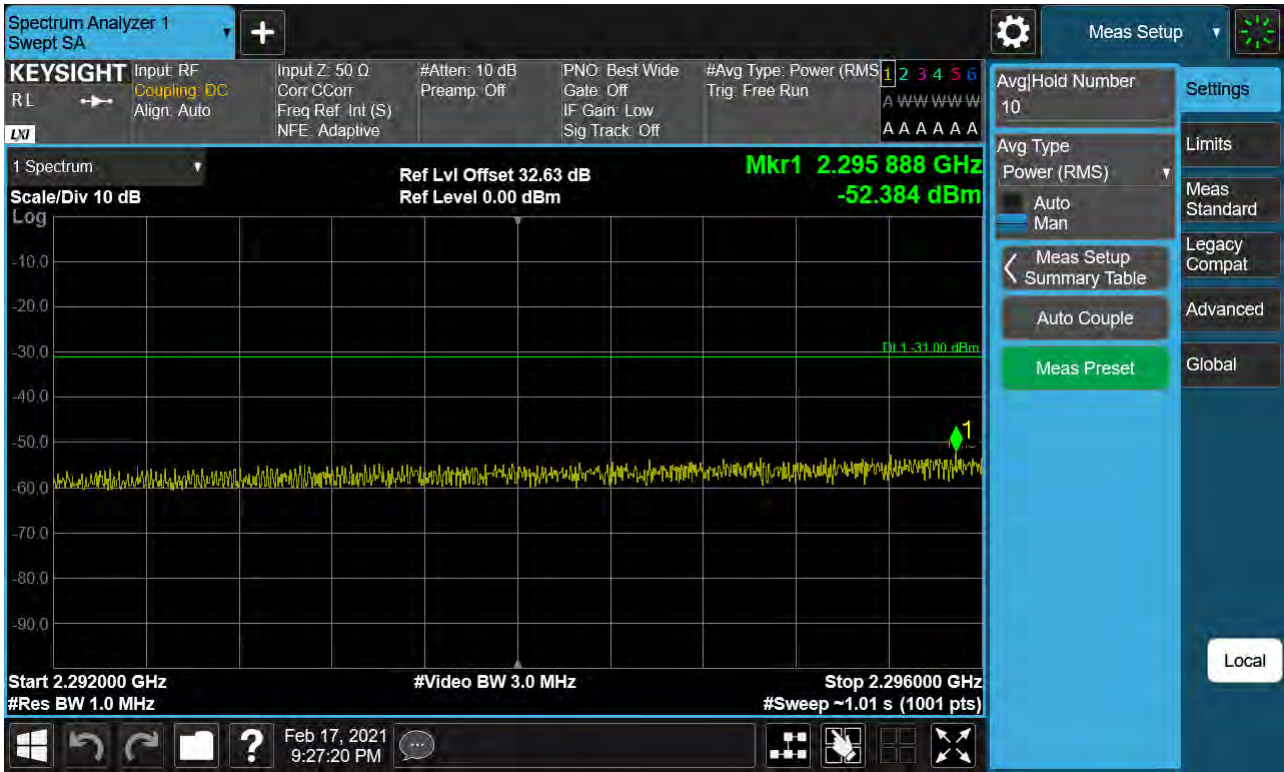 Spectrum Analyzer 1
Swept SA
+
Meas Setup
KEYSIGHT
RL
LXI
Input: RF
Coupling: DC
Align: Auto
Input Z: 50 Ω
Corr CCorr
Freq Ref: Int (S)
NFE: Adaptive
#Atten: 10 dB
Preamp: Off
PNO: Best Wide
Gate: Off
IF Gain: Low
Sig Track: Off
#Avg Type: Power (RMS
Trig: Free Run
1 2 3 4 5 6
A W W W W W
A A A A A A
1 Spectrum
Scale/Div 10 dB
Log
Ref Lvl Offset 32.63 dB
Ref Level 0.00 dBm
Mkr1 2.295 888 GHz
-52.384 dBm
-10.0
-20.0
-30.0
DL1 -31.00 dBm
-40.0
1
-50.0
-60.0
-70.0
-80.0
-90.0
Start 2.292000 GHz
#Res BW 1.0 MHz
#Video BW 3.0 MHz
Stop 2.296000 GHz
#Sweep ~1.01 s (1001 pts)
Avg|Hold Number
10
Avg Type
Power (RMS)
Auto
Man
Meas Setup
Summary Table
Auto Couple
Meas Preset
Settings
Limits
Meas
Standard
Legacy
Compat
Advanced
Global
Local
?
Feb 17, 2021
9:27:20 PM